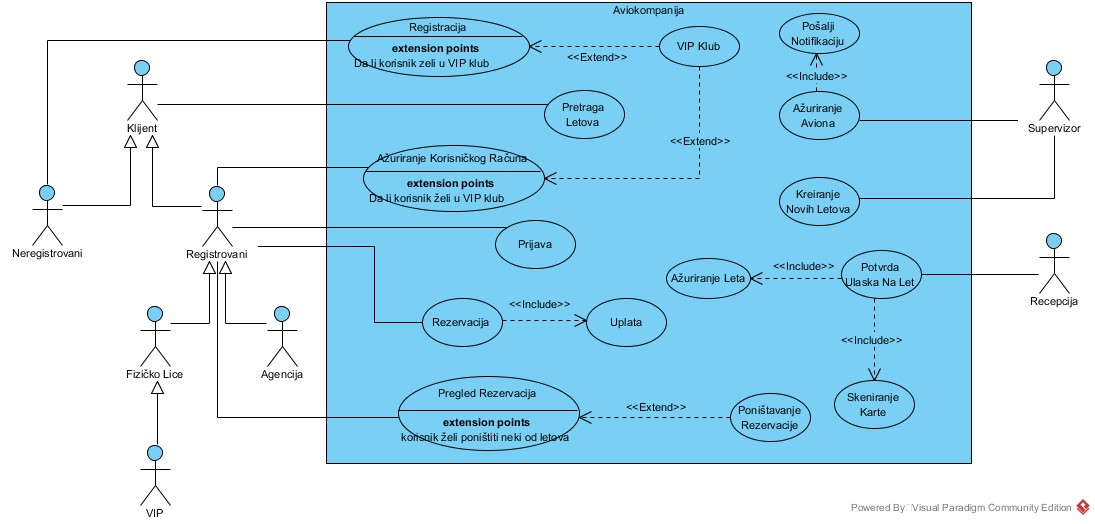 Aviokompanija
Registracija
extension points
Da li korisnik zeli u VIP klub
<<Extend>>
VIP Klub
Pošalji
Notifikaciju
<<Include>>
Ažuriranje
Aviona
Klijent
Pretraga
Letova
Supervizor
<<Extend>>
Ažuriranje Korisničkog Računa
extension points
Da li korisnik želi u VIP klub
Kreiranje
Novih Letova
Neregistrovani
Registrovani
Prijava
Ažuriranje Leta
<<Include>>
Potvrda
Ulaska Na Let
Recepcija
Rezervacija
<<Include>>
Uplata
<<Include>>
Fizičko Lice
Agencija
Pregled Rezervacija
extension points
korisnik želi poništiti neki od letova
<<Extend>>
Poništavanje
Rezervacije
Skeniranje
Karte
VIP
Powered By Visual Paradigm Community Edition